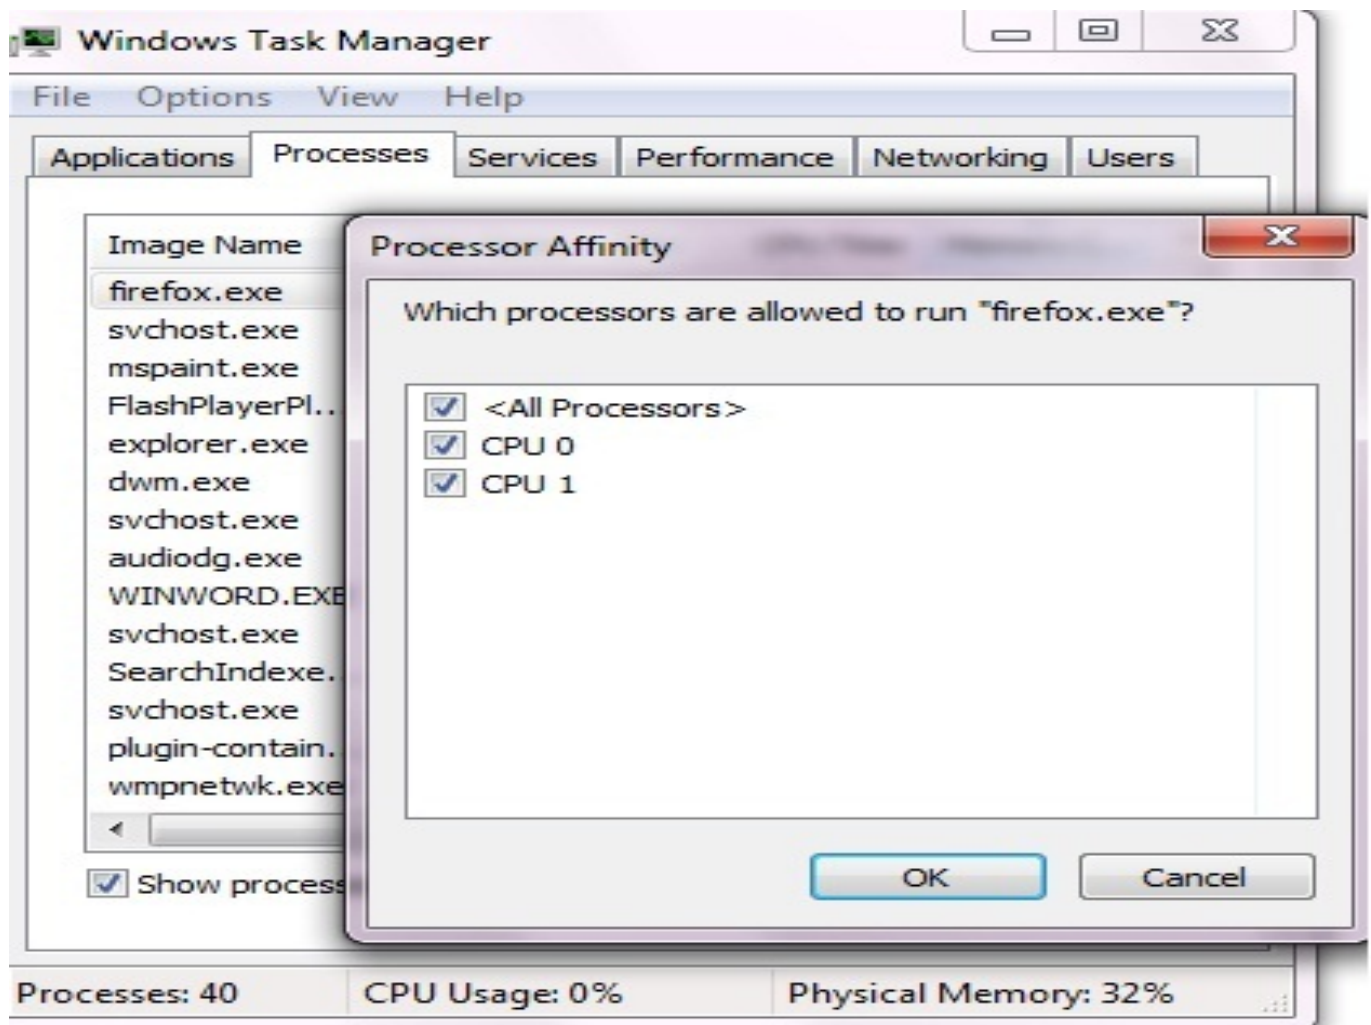 Windows Task Manager
File Options View Help
Applications Processes Services Performance Networking Users
Image Name
firefox.exe
svchost.exe
mspaint.exe
FlashPlayerPl...
explorer.exe
dwm.exe
svchost.exe
audiodg.exe
WINWORD.EXE
svchost.exe
SearchIndexe..
svchost.exe
plugin-contain..
wmpnetwk.exe
Show process
Processor Affinity
Which processors are allowed to run "firefox.exe"?
<All Processors>
CPU 0
CPU 1
OK Cancel
Processes: 40 CPU Usage: 0% Physical Memory: 32%